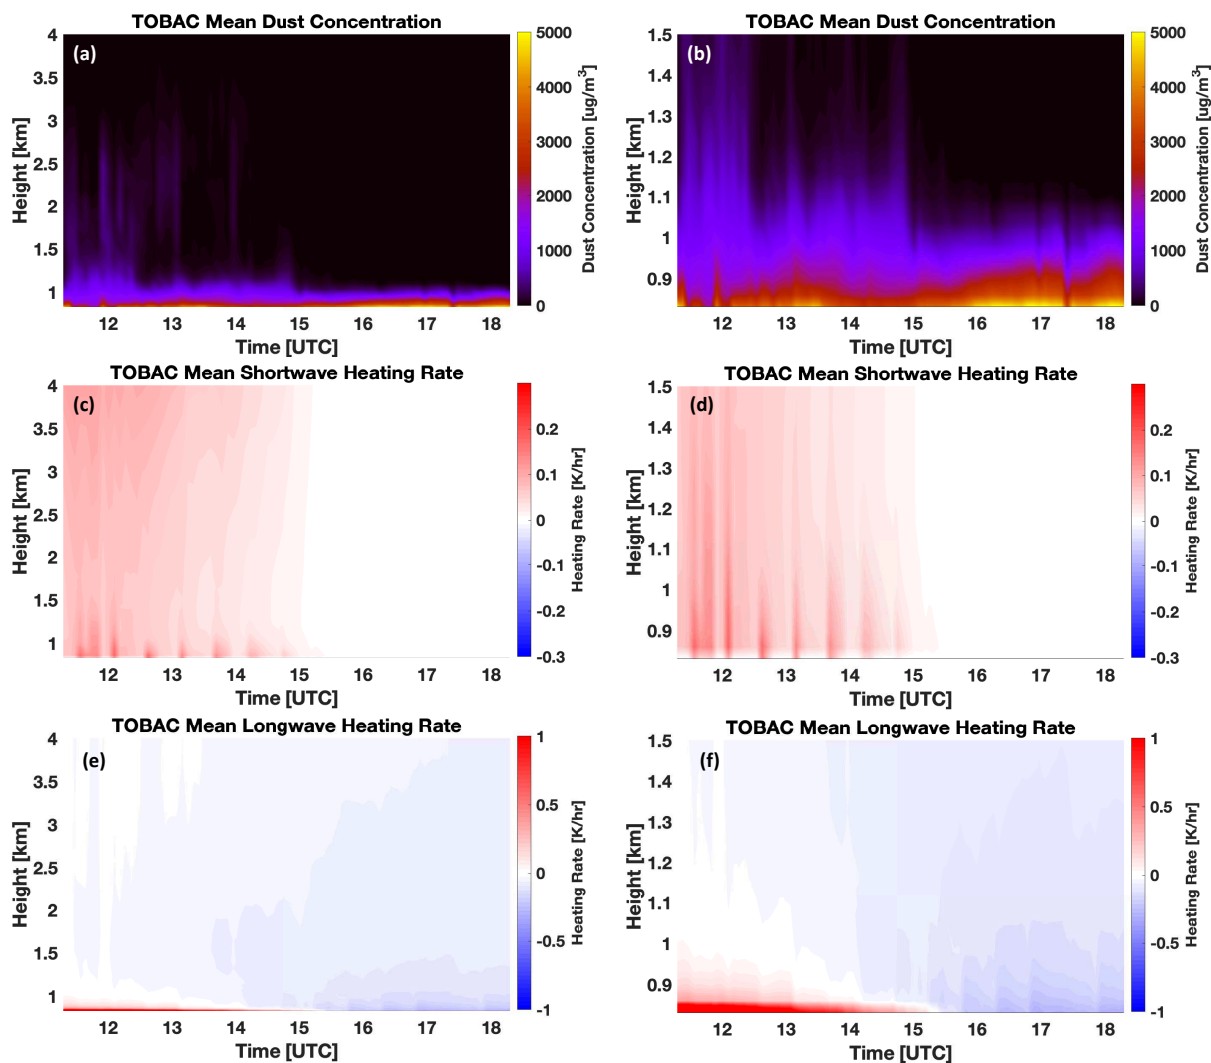 TOBAC Mean Dust Concentration
(a)
4
3.5
3
2.5
2
1.5
1
Height [km]
12 13 14 15 16 17 18
Time [UTC]
5000
4000
3000
2000
1000
0
Dust Concentration [ug/m³]
TOBAC Mean Dust Concentration
(b)
1.5
1.4
1.3
1.2
1.1
1
0.9
Height [km]
12 13 14 15 16 17 18
Time [UTC]
5000
4000
3000
2000
1000
0
Dust Concentration [ug/m³]
TOBAC Mean Shortwave Heating Rate
(c)
4
3.5
3
2.5
2
1.5
1
Height [km]
12 13 14 15 16 17 18
Time [UTC]
0.2
0.1
0
-0.1
-0.2
-0.3
Heating Rate [K/hr]
TOBAC Mean Shortwave Heating Rate
(d)
1.5
1.4
1.3
1.2
1.1
1
0.9
Height [km]
12 13 14 15 16 17 18
Time [UTC]
0.2
0.1
0
-0.1
-0.2
-0.3
Heating Rate [K/hr]
TOBAC Mean Longwave Heating Rate
(e)
4
3.5
3
2.5
2
1.5
1
Height [km]
12 13 14 15 16 17 18
Time [UTC]
1
0.5
0
-0.5
-1
Heating Rate [K/hr]
TOBAC Mean Longwave Heating Rate
(f)
1.5
1.4
1.3
1.2
1.1
1
0.9
Height [km]
12 13 14 15 16 17 18
Time [UTC]
1
0.5
0
-0.5
-1
Heating Rate [K/hr]